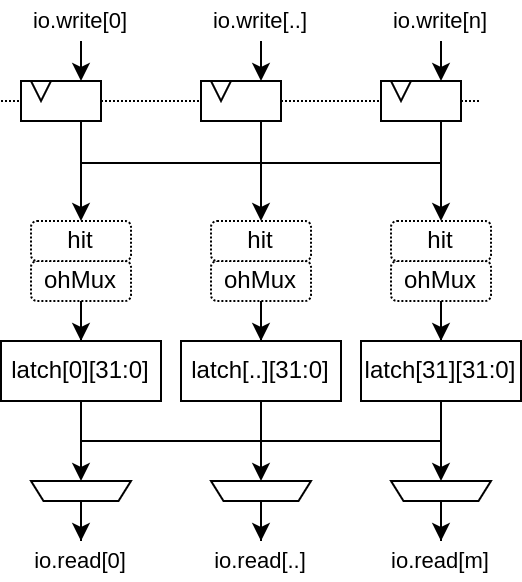 io.write[0] io.write[..] io.write[n]
hit hit hit
ohMux ohMux ohMux
latch[0][31:0] latch[..][31:0] latch[31][31:0]
io.read[0] io.read[..] io.read[m]